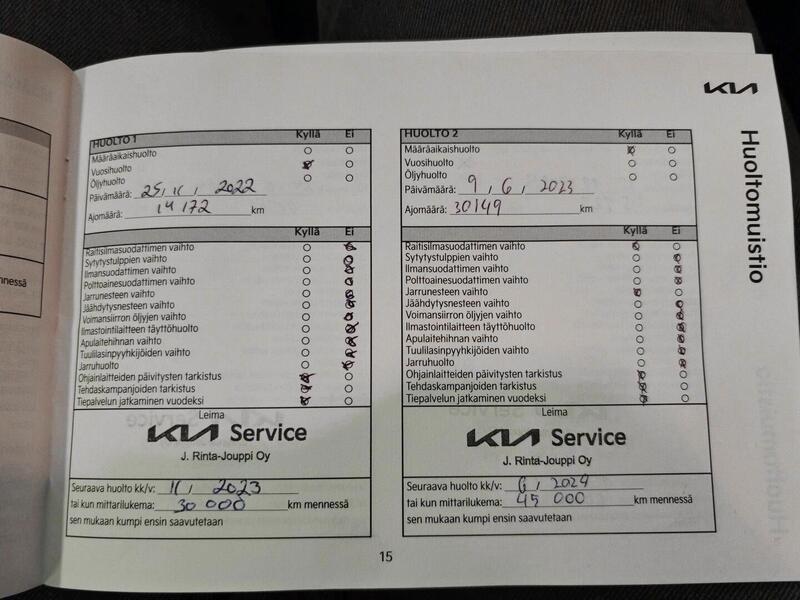 KIA
Huoltomuistio
HUOLTO 1 Kyllä Ei
Määräaikaishuolto
Vuosihuolto
Öljyhuolto
Päivämäärä: 25, 11, 2022
Ajomäärä: 14172 km
Kyllä Ei
Raitisilmasuodattimen vaihto
Sytytystulppien vaihto
Ilmansuodattimen vaihto
Polttoainesuodattimen vaihto
Jarrunesteen vaihto
Jäähdytysnesteen vaihto
Voimansiirron öljyjen vaihto
Ilmastointilaitteen täyttöhuolto
Apulaitehihnan vaihto
Tuulilasinpyyhkijöiden vaihto
Jarruhuolto
Ohjainlaitteiden päivitysten tarkistus
Tehdaskampanjoiden tarkistus
Tiepalvelun jatkaminen vuodeksi
Leima
KIA Service
J. Rinta-Jouppi Oy
Seuraava huolto kk/v: 11, 2023
tai kun mittarilukema: 30 000 km mennessä
sen mukaan kumpi ensin saavutetaan
HUOLTO 2 Kyllä Ei
Määräaikaishuolto
Vuosihuolto
Öljyhuolto
Päivämäärä: 9, 6, 2023
Ajomäärä: 30149 km
Kyllä Ei
Raitisilmasuodattimen vaihto
Sytytystulppien vaihto
Ilmansuodattimen vaihto
Polttoainesuodattimen vaihto
Jarrunesteen vaihto
Jäähdytysnesteen vaihto
Voimansiirron öljyjen vaihto
Ilmastointilaitteen täyttöhuolto
Apulaitehihnan vaihto
Tuulilasinpyyhkijöiden vaihto
Jarruhuolto
Ohjainlaitteiden päivitysten tarkistus
Tehdaskampanjoiden tarkistus
Tiepalvelun jatkaminen vuodeksi
Leima
KIA Service
J. Rinta-Jouppi Oy
Seuraava huolto kk/v: 6, 2024
tai kun mittarilukema: 45 000 km mennessä
sen mukaan kumpi ensin saavutetaan
15